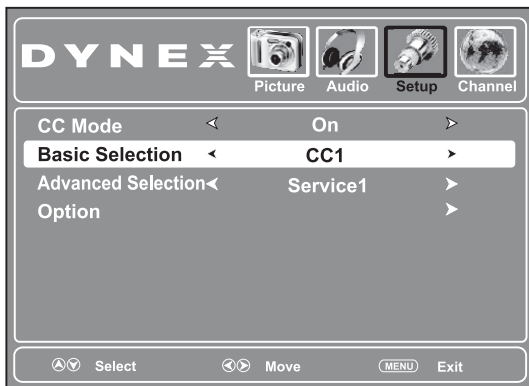 DYNEX
Picture Audio Setup Channel
CC Mode On
Basic Selection CC1
Advanced Selection Service1
Option
Select Move MENU Exit